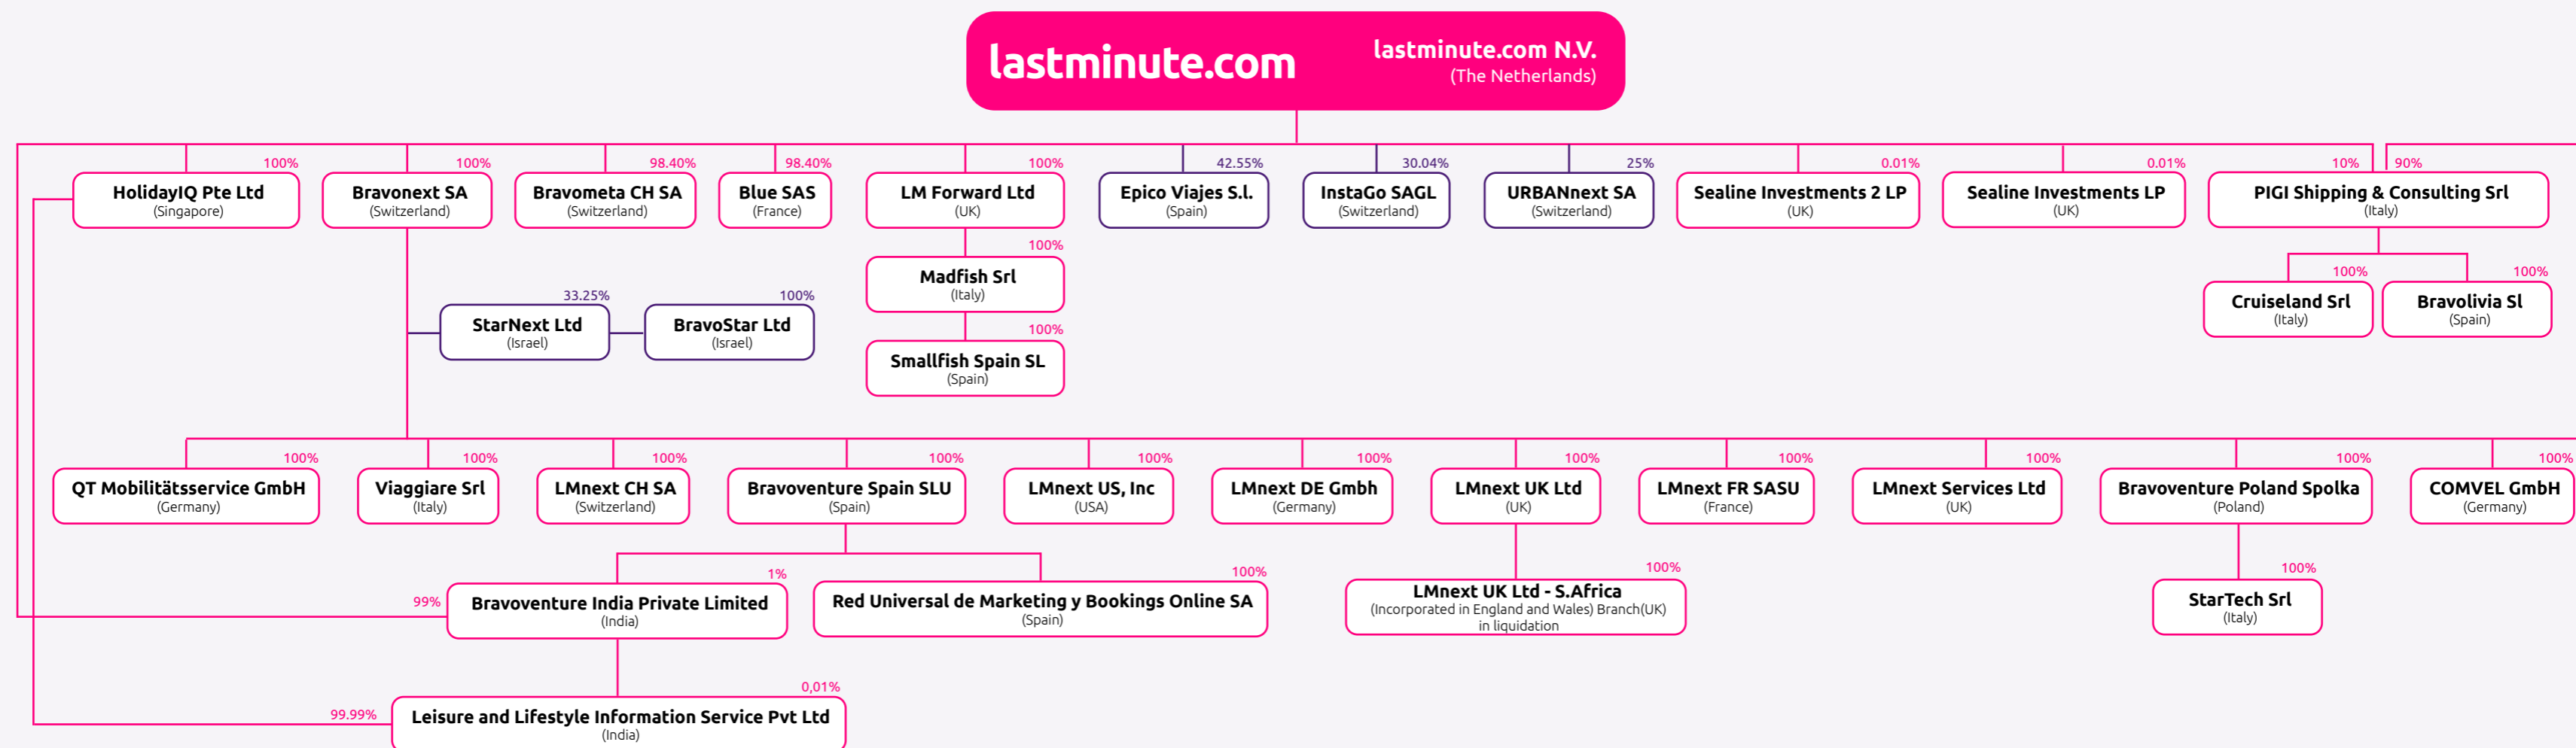 lastminute.com
lastminute.com N.V.
(The Netherlands)
100%
HolidayIQ Pte Ltd
(Singapore)
100%
Bravonext SA
(Switzerland)
98.40%
Bravometa CH SA
(Switzerland)
98.40%
Blue SAS
(France)
100%
LM Forward Ltd
(UK)
42.55%
Epico Viajes S.l.
(Spain)
30.04%
InstaGo SAGL
(Switzerland)
25%
URBANnext SA
(Switzerland)
0.01%
Sealine Investments 2 LP
(UK)
0.01%
Sealine Investments LP
(UK)
10%
90%
PIGI Shipping & Consulting Srl
(Italy)
100%
Madfish Srl
(Italy)
100%
Smallfish Spain SL
(Spain)
33.25%
StarNext Ltd
(Israel)
100%
BravoStar Ltd
(Israel)
100%
Cruiseland Srl
(Italy)
100%
Bravolivia Sl
(Spain)
100%
QT Mobilitätsservice GmbH
(Germany)
100%
Viaggiare Srl
(Italy)
100%
LMnext CH SA
(Switzerland)
100%
Bravoventure Spain SLU
(Spain)
100%
LMnext US, Inc
(USA)
100%
LMnext DE Gmbh
(Germany)
100%
LMnext UK Ltd
(UK)
100%
LMnext FR SASU
(France)
100%
LMnext Services Ltd
(UK)
100%
Bravoventure Poland Spolka
(Poland)
100%
COMVEL GmbH
(Germany)
1%
99%
Bravoventure India Private Limited
(India)
100%
Red Universal de Marketing y Bookings Online SA
(Spain)
100%
LMnext UK Ltd - S.Africa
(Incorporated in England and Wales) Branch(UK)
in liquidation
100%
StarTech Srl
(Italy)
0,01%
99.99%
Leisure and Lifestyle Information Service Pvt Ltd
(India)